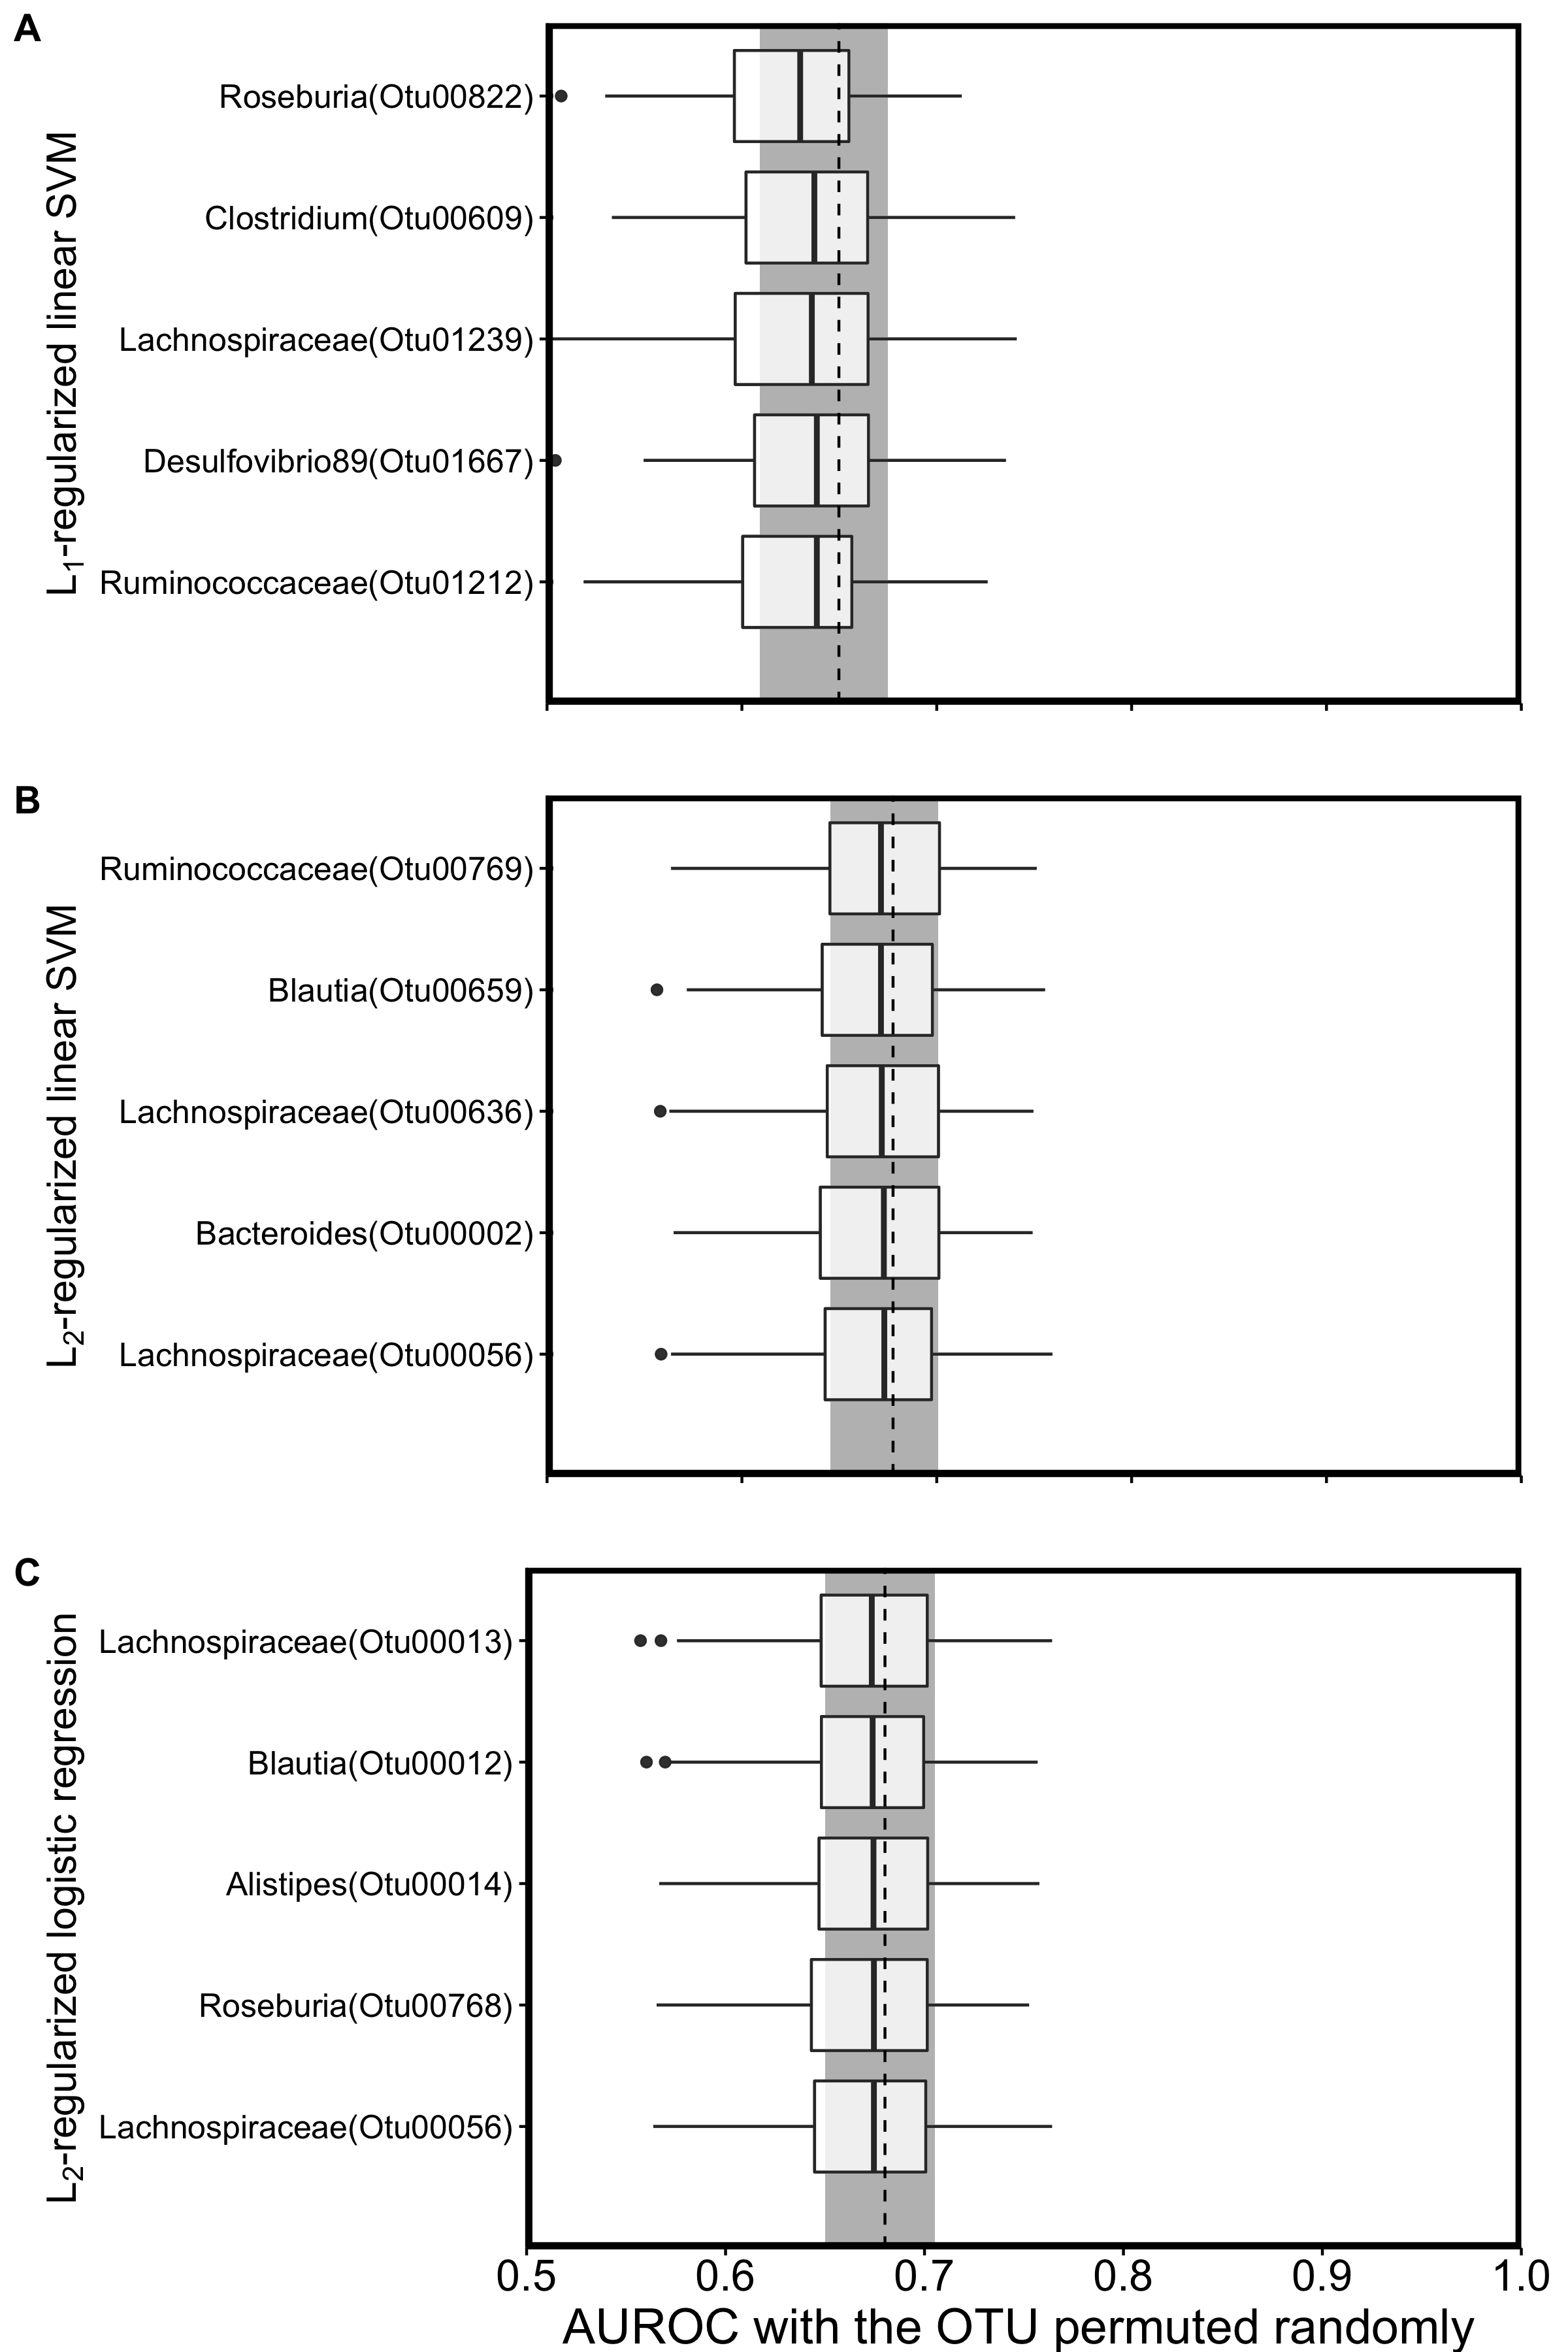 A
L1-regularized linear SVM
Roseburia(Otu00822)
Clostridium(Otu00609)
Lachnospiraceae(Otu01239)
Desulfovibrio89(Otu01667)
Ruminococcaceae(Otu01212)
B
L2-regularized linear SVM
Ruminococcaceae(Otu00769)
Blautia(Otu00659)
Lachnospiraceae(Otu00636)
Bacteroides(Otu00002)
Lachnospiraceae(Otu00056)
C
L2-regularized logistic regression
Lachnospiraceae(Otu00013)
Blautia(Otu00012)
Alistipes(Otu00014)
Roseburia(Otu00768)
Lachnospiraceae(Otu00056)
0.5 0.6 0.7 0.8 0.9 1.0
AUROC with the OTU permuted randomly